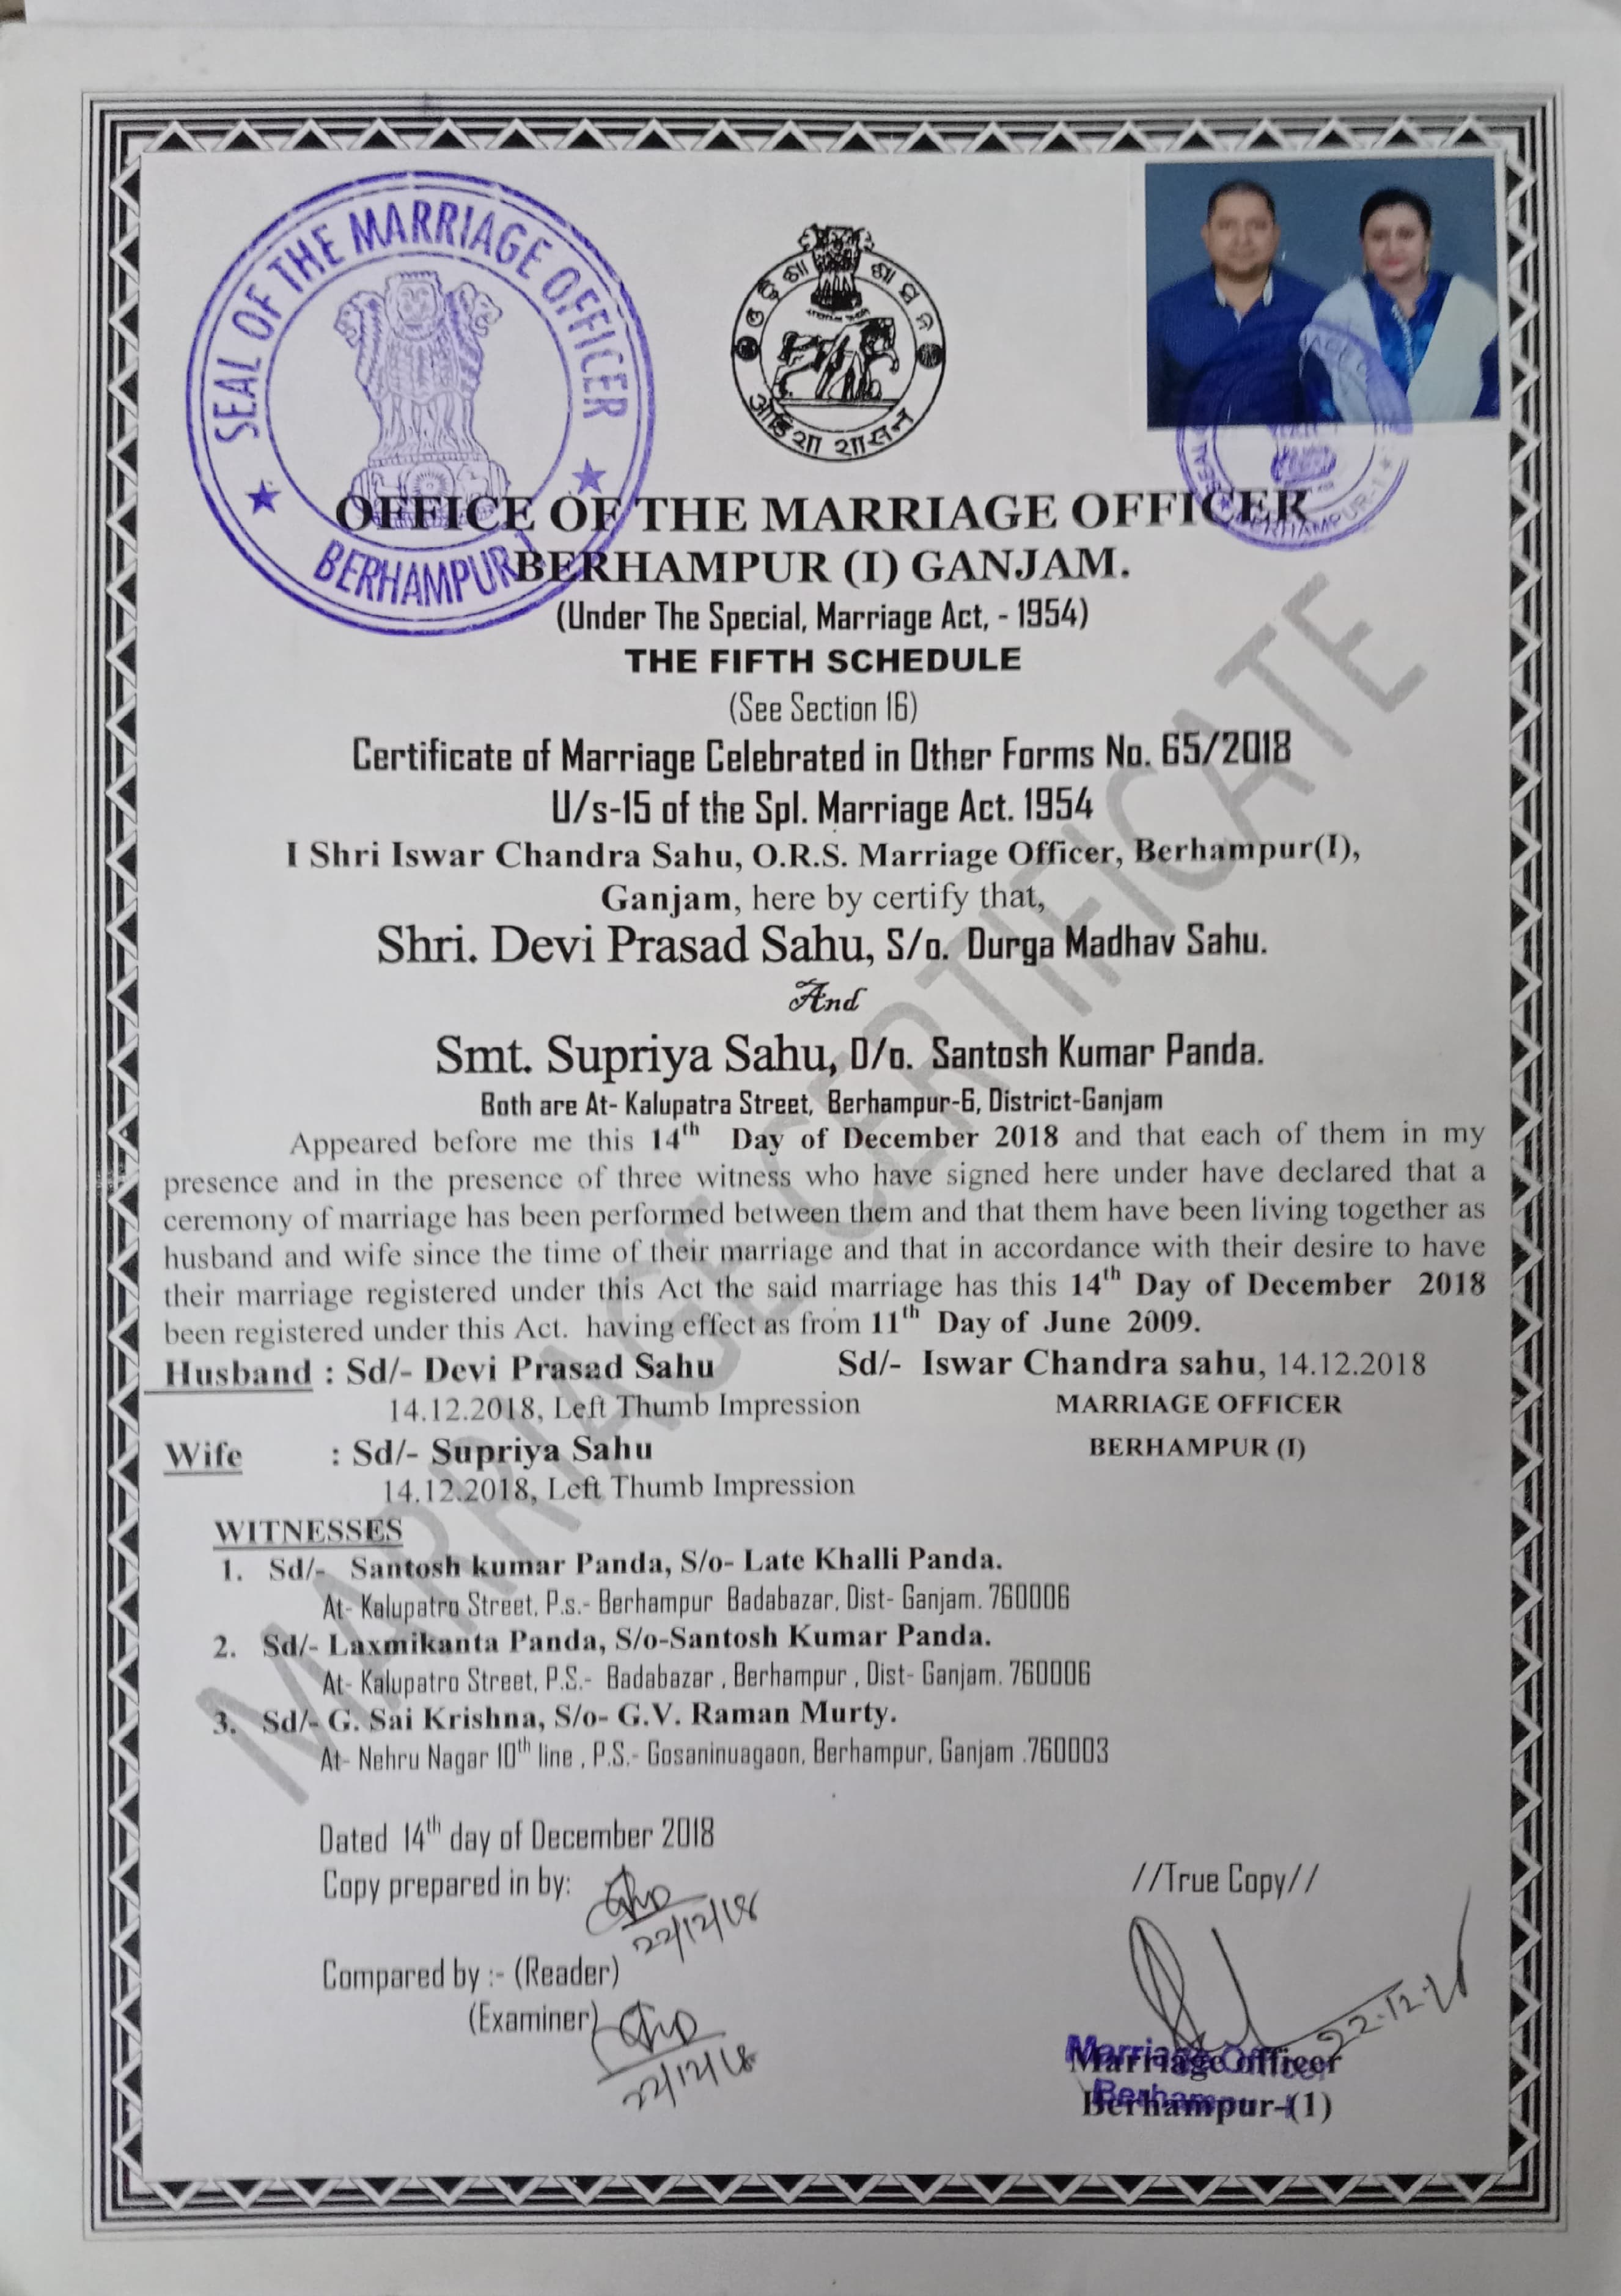 SEAL OF THE MARRIAGE OFFICER
BERHAMPUR
ଓଡ଼ିଶା ଶାସନ
ओड़िशा शासन
OFFICE OF THE MARRIAGE OFFICER
BERHAMPUR (I) GANJAM.
(Under The Special, Marriage Act, - 1954)
THE FIFTH SCHEDULE
(See Section 16)
Certificate of Marriage Celebrated in Other Forms No. 65/2018
U/s-15 of the Spl. Marriage Act. 1954
I Shri Iswar Chandra Sahu, O.R.S. Marriage Officer, Berhampur(I),
Ganjam, here by certify that,
Shri. Devi Prasad Sahu, S/o. Durga Madhav Sahu.
And
Smt. Supriya Sahu, D/o. Santosh Kumar Panda.
Both are At- Kalupatra Street, Berhampur-6, District-Ganjam
Appeared before me this 14th Day of December 2018 and that each of them in my
presence and in the presence of three witness who have signed here under have declared that a
ceremony of marriage has been performed between them and that them have been living together as
husband and wife since the time of their marriage and that in accordance with their desire to have
their marriage registered under this Act the said marriage has this 14th Day of December 2018
been registered under this Act. having effect as from 11th Day of June 2009.
Husband : Sd/- Devi Prasad Sahu Sd/- Iswar Chandra sahu, 14.12.2018
14.12.2018, Left Thumb Impression MARRIAGE OFFICER
Wife : Sd/- Supriya Sahu BERHAMPUR (I)
14.12.2018, Left Thumb Impression
WITNESSES
1. Sd/- Santosh kumar Panda, S/o- Late Khalli Panda.
At- Kalupatro Street, P.s.- Berhampur Badabazar, Dist- Ganjam. 760006
2. Sd/- Laxmikanta Panda, S/o-Santosh Kumar Panda.
At- Kalupatro Street, P.S.- Badabazar , Berhampur , Dist- Ganjam. 760006
3. Sd/- G. Sai Krishna, S/o- G.V. Raman Murty.
At- Nehru Nagar 10th line , P.S.- Gosaninuagaon, Berhampur, Ganjam .760003
Dated 14th day of December 2018
Copy prepared in by: //True Copy//
22/12/18
Compared by :- (Reader)
(Examiner)
22/12/18
22.12.18
Marriage officer
Berhampur-(1)
MARRIAGE CERTIFICATE